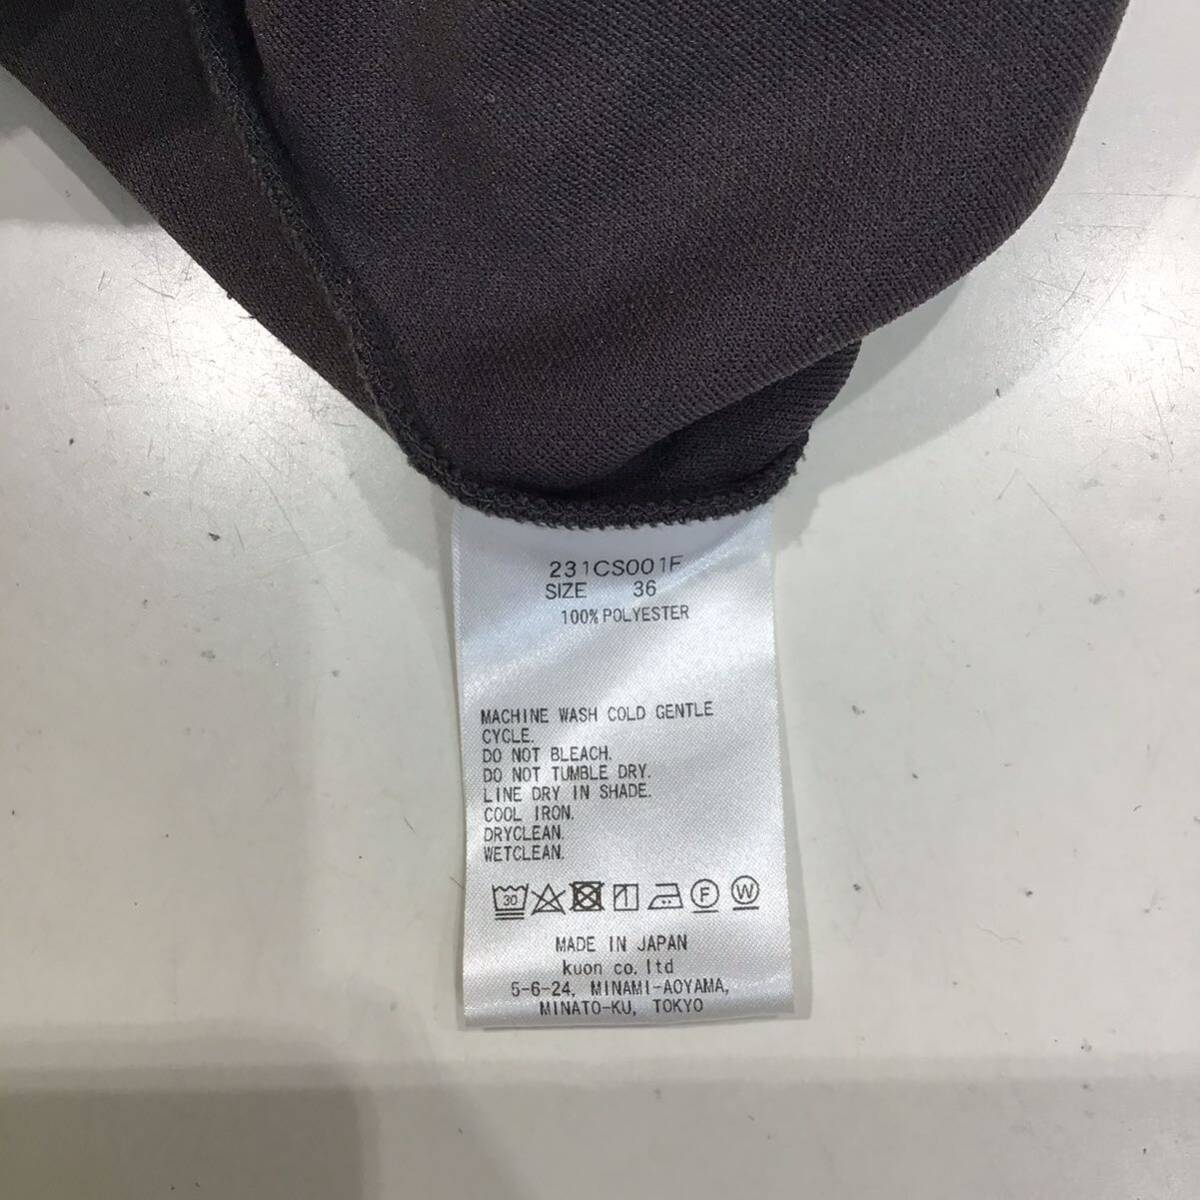 231CS001F
SIZE 36
100% POLYESTER
MACHINE WASH COLD GENTLE
CYCLE.
DO NOT BLEACH.
DO NOT TUMBLE DRY.
LINE DRY IN SHADE.
COOL IRON.
DRYCLEAN.
WETCLEAN.
30 F W
MADE IN JAPAN
kuon co.ltd
5-6-24, MINAMI-AOYAMA,
MINATO-KU, TOKYO